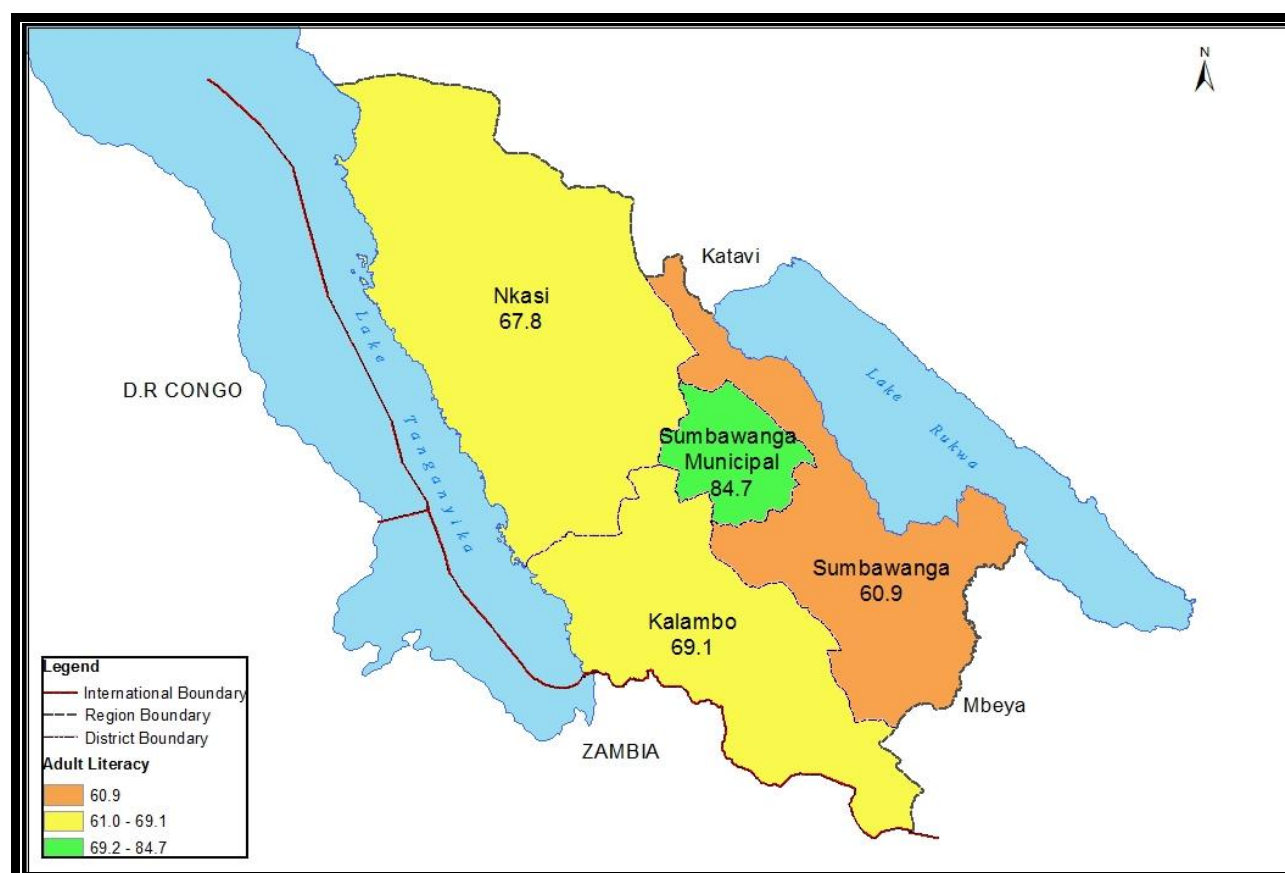 N
Katavi
Nkasi
67.8
Lake Tanganyika
D.R CONGO
Lake Rukwa
Sumbawanga
Municipal
84.7
Sumbawanga
60.9
Kalambo
69.1
Mbeya
ZAMBIA
Legend
International Boundary
Region Boundary
District Boundary
Adult Literacy
60.9
61.0 - 69.1
69.2 - 84.7